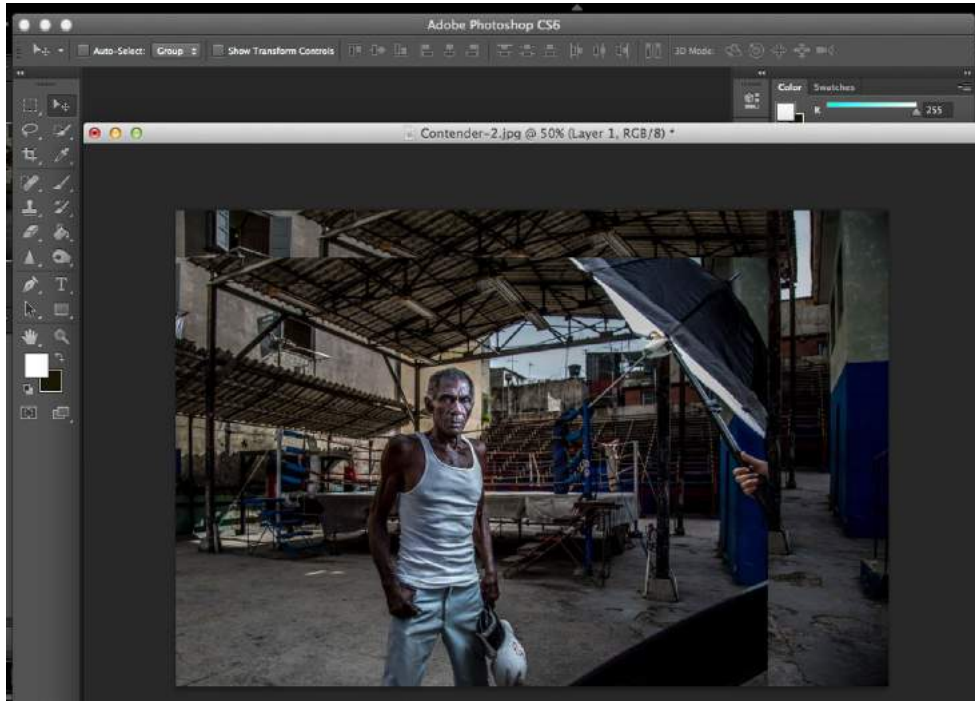 Adobe Photoshop CS6
Auto-Select: Group Show Transform Controls 3D Mode:
Color Swatches
R 255
Contender-2.jpg @ 50% (Layer 1, RGB/8) *
T